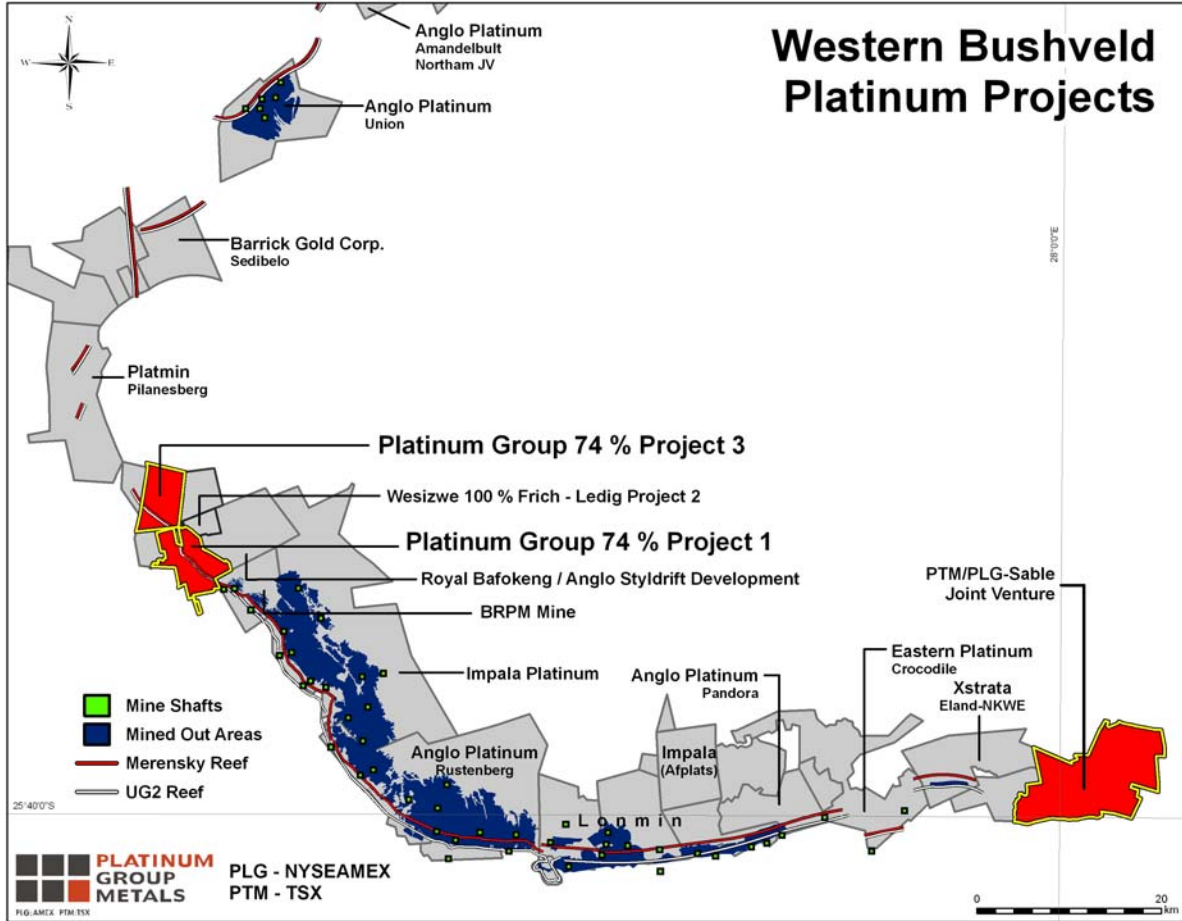 N
W
E
S
Western Bushveld
Platinum Projects
Anglo Platinum
Amandelbult
Northam JV
Anglo Platinum
Union
Barrick Gold Corp.
Sedibelo
28°0'0"E
Platmin
Pilanesberg
Platinum Group 74 % Project 3
Wesizwe 100 % Frich - Ledig Project 2
Platinum Group 74 % Project 1
Royal Bafokeng / Anglo Styldrift Development
BRPM Mine
PTM/PLG-Sable
Joint Venture
Impala Platinum
Anglo Platinum
Pandora
Eastern Platinum
Crocodile
Xstrata
Eland-NKWE
Mine Shafts
Mined Out Areas
Merensky Reef
UG2 Reef
Anglo Platinum
Rustenberg
Impala
(Afplats)
25°40'0"S
Lonmin
PLATINUM
GROUP
METALS
PLG:AMEX PTM:TSX
PLG - NYSEAMEX
PTM - TSX
0 20
km